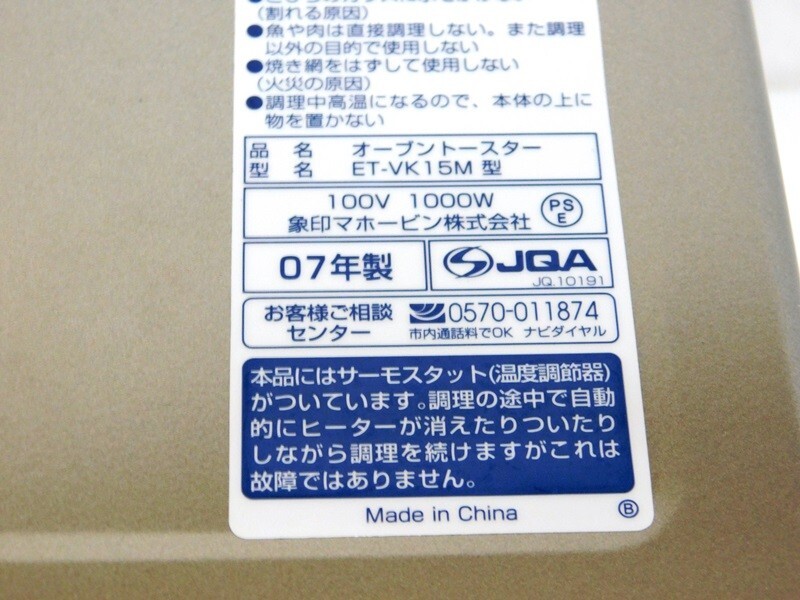 (割れる原因)
●魚や肉は直接調理しない。また調理
以外の目的で使用しない
●焼き網をはずして使用しない
(火災の原因)
●調理中高温になるので、本体の上に
物を置かない
品 名 オーブントースター
型 名 ET-VK15M 型
100V 1000W
象印マホービン株式会社
PS
E
07年製
JQA
JQ.10191
お客様ご相談
センター
0570-011874
市内通話料でOK ナビダイヤル
本品にはサーモスタット(温度調節器)
がついています。調理の途中で自動
的にヒーターが消えたりついたり
しながら調理を続けますがこれは
故障ではありません。
Made in China
Ⓑ